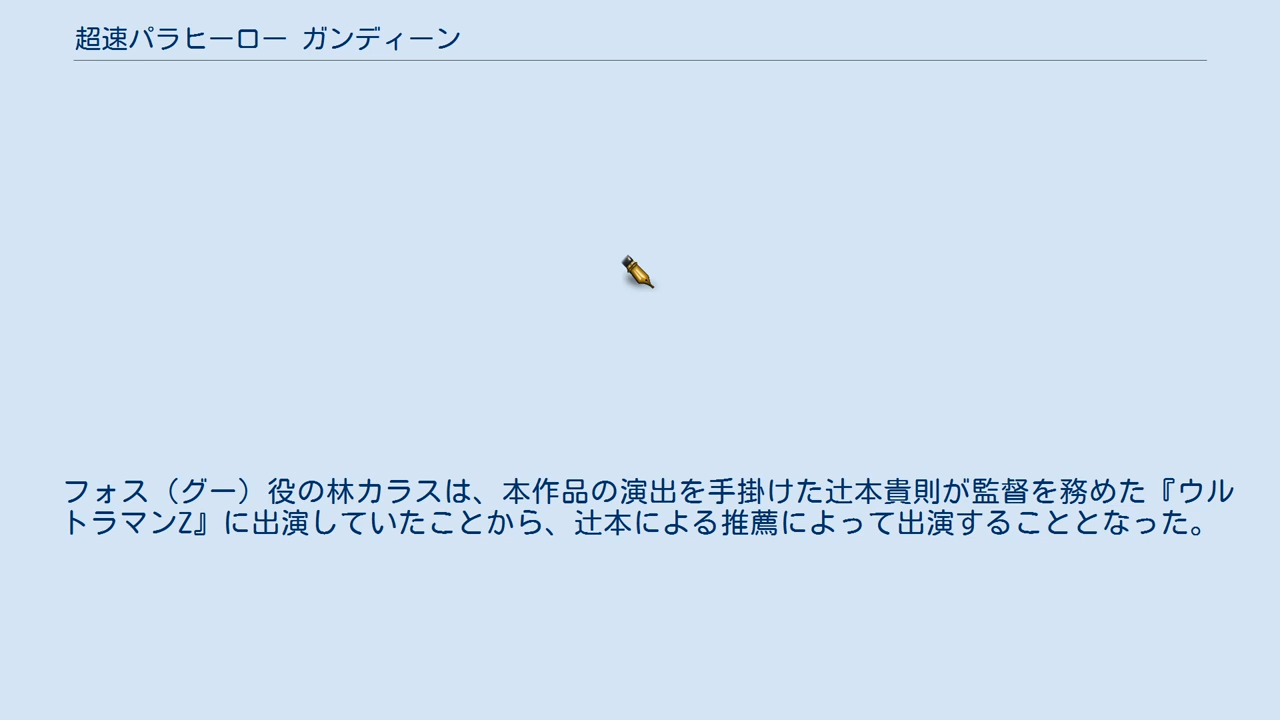 超速パラヒーロー ガンディーン
フォス（グー）役の林カラスは、本作品の演出を手掛けた辻本貴則が監督を務めた『ウル
トラマンZ』に出演していたことから、辻本による推薦によって出演することとなった。